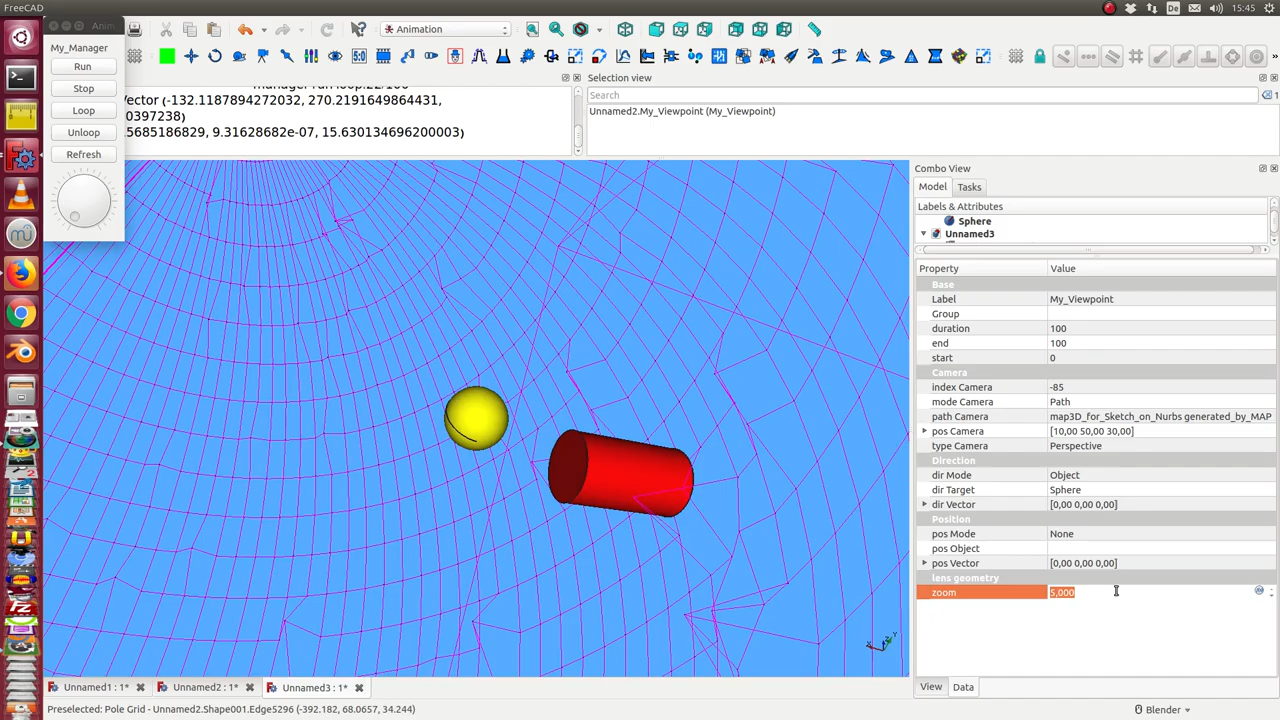 FreeCAD
De
15:45
Anim
Animation
My_Manager
Run
Stop
Loop
Unloop
Refresh
Vector (-132.1187894272032, 270.2191649864431,
0397238)
15685186829, 9.31628682e-07, 15.630134696200003)
Selection view
Search
1
Unnamed2.My_Viewpoint (My_Viewpoint)
Combo View
Model
Tasks
Labels & Attributes
Sphere
Unnamed3
Property
Value
Base
Label
My_Viewpoint
Group
duration
100
end
100
start
0
Camera
index Camera
-85
mode Camera
Path
path Camera
map3D_for_Sketch_on_Nurbs generated_by_MAP
pos Camera
[10,00 50,00 30,00]
type Camera
Perspective
Direction
dir Mode
Object
dir Target
Sphere
dir Vector
[0,00 0,00 0,00]
Position
pos Mode
None
pos Object
pos Vector
[0,00 0,00 0,00]
lens geometry
zoom
5,000
Unnamed1 : 1*
Unnamed2 : 1*
Unnamed3 : 1*
View
Data
Preselected: Pole Grid - Unnamed2.Shape001.Edge5296 (-392.182, 68.0657, 34.244)
Blender